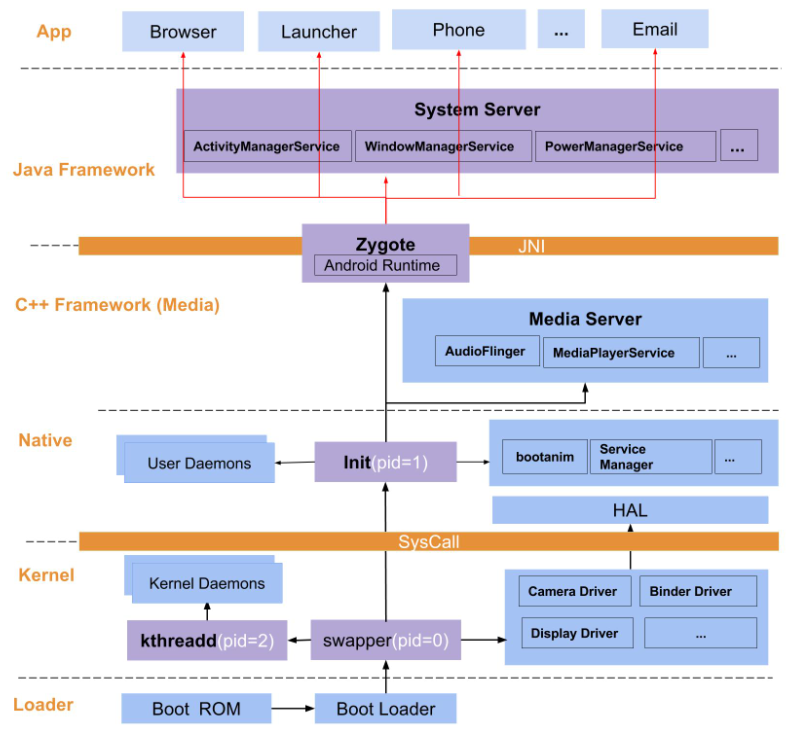 App
Browser
Launcher
Phone
...
Email
System Server
ActivityManagerService
WindowManagerService
PowerManagerService
...
Java Framework
Zygote
Android Runtime
JNI
C++ Framework (Media)
Media Server
AudioFlinger
MediaPlayerService
...
Native
User Daemons
Init(pid=1)
bootanim
Service
Manager
...
HAL
SysCall
Kernel
Kernel Daemons
Camera Driver
Binder Driver
kthreadd(pid=2)
swapper(pid=0)
Display Driver
...
Loader
Boot ROM
Boot Loader